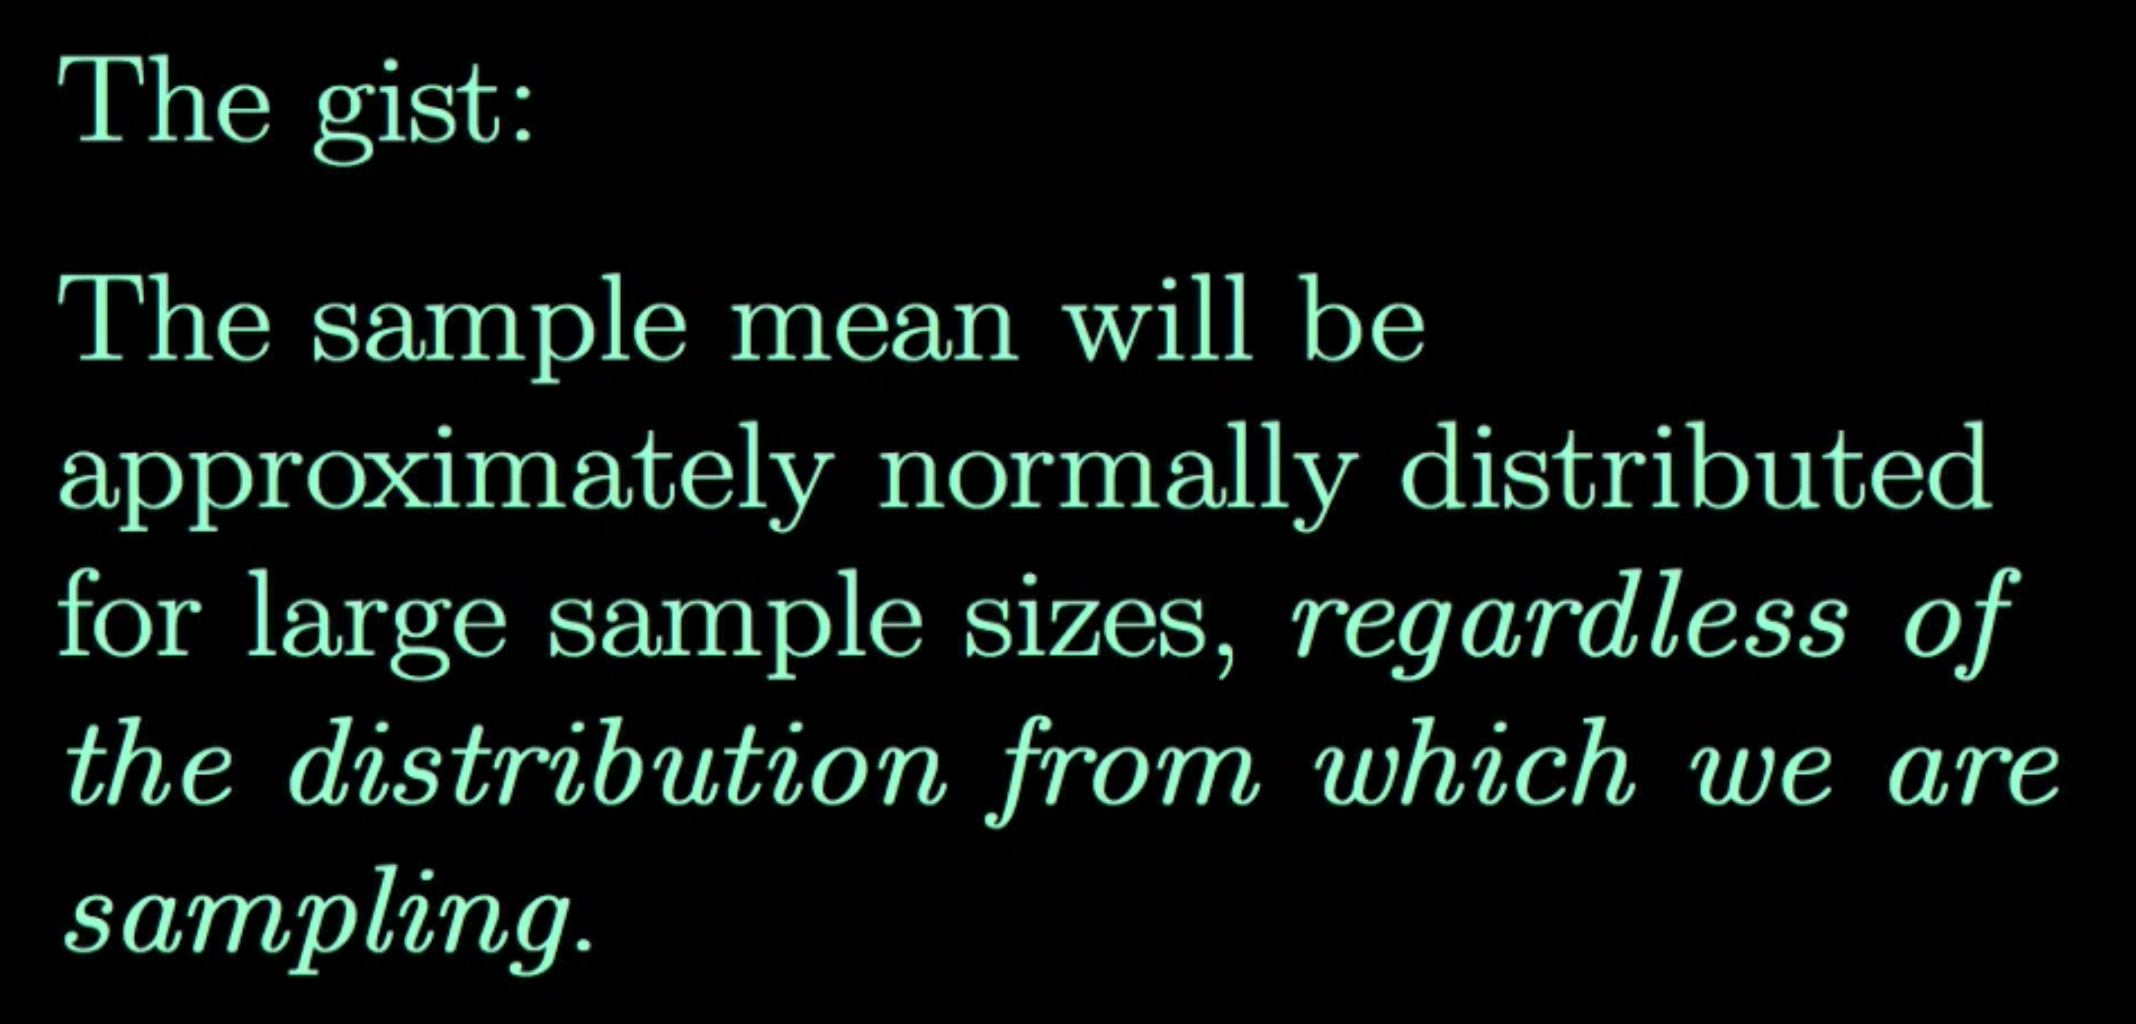 The gist:
The sample mean will be
approximately normally distributed
for large sample sizes, regardless of
the distribution from which we are
sampling.